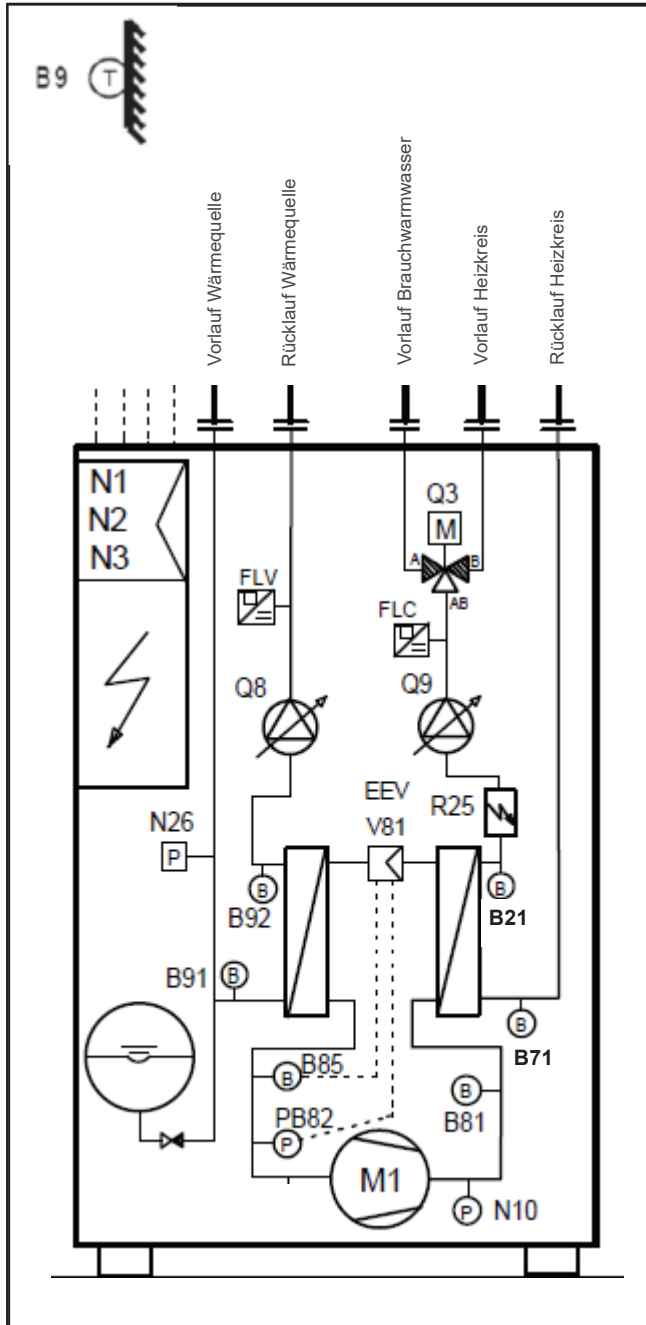 B9 T
Vorlauf Wärmequelle
Rücklauf Wärmequelle
Vorlauf Brauchwarmwasser
Vorlauf Heizkreis
Rücklauf Heizkreis
N1
N2
N3
Q3
M
A
B
AB
FLV
FLC
Q8
Q9
EEV
V81
R25
N26
P
B
B92
B
B21
B91
B
B
B71
B
B85
B
B81
PB82
P
M1
P
N10